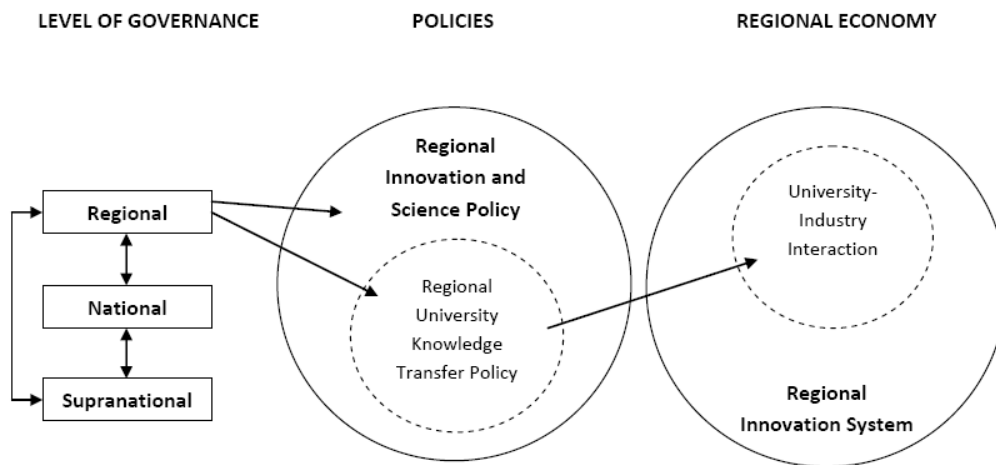 LEVEL OF GOVERNANCE
POLICIES
REGIONAL ECONOMY
Regional
National
Supranational
Regional
Innovation and
Science Policy
Regional
University
Knowledge
Transfer Policy
University-
Industry
Interaction
Regional
Innovation System